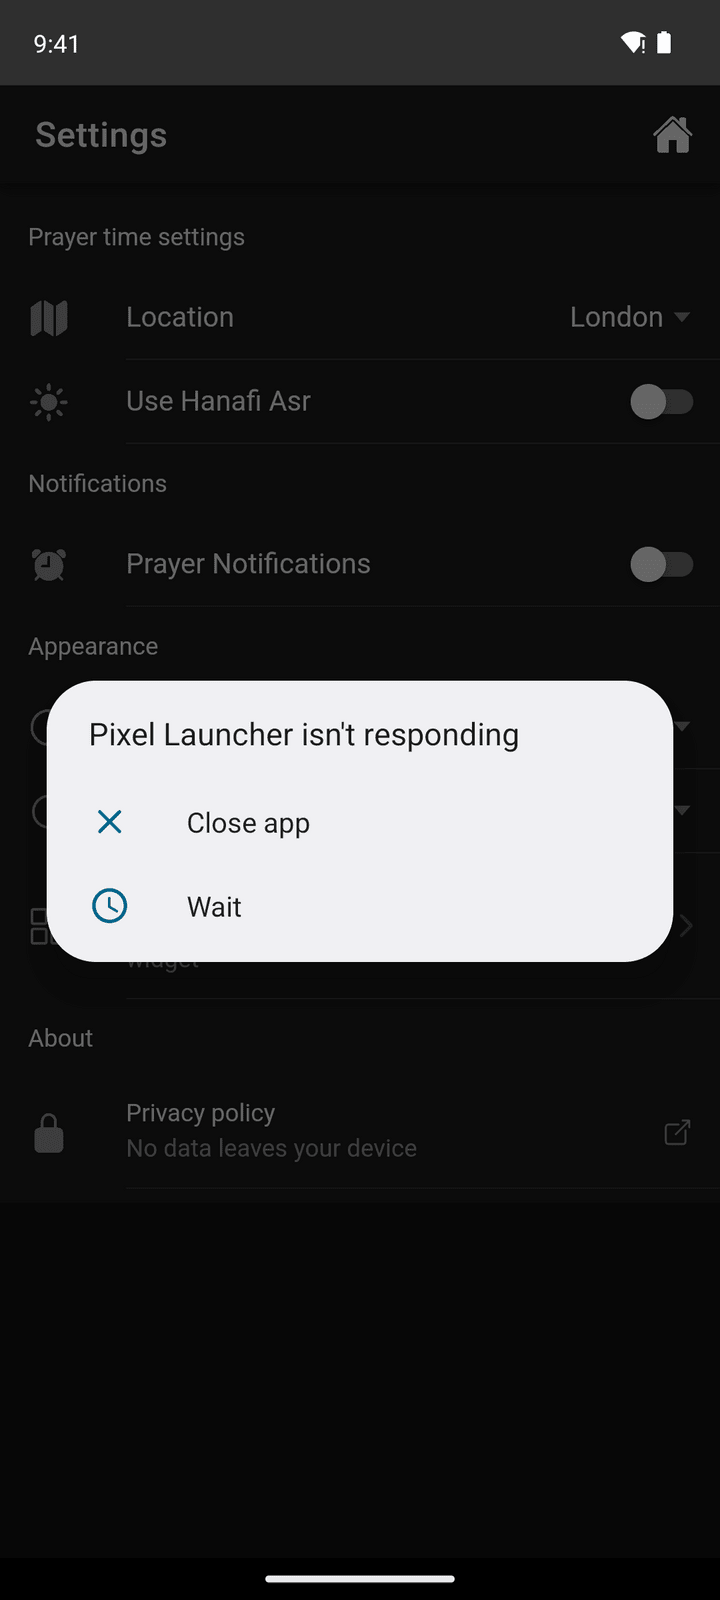 9:41
Settings
Prayer time settings
Location
London
Use Hanafi Asr
Notifications
Prayer Notifications
Appearance
Pixel Launcher isn't responding
Close app
Wait
widget
About
Privacy policy
No data leaves your device